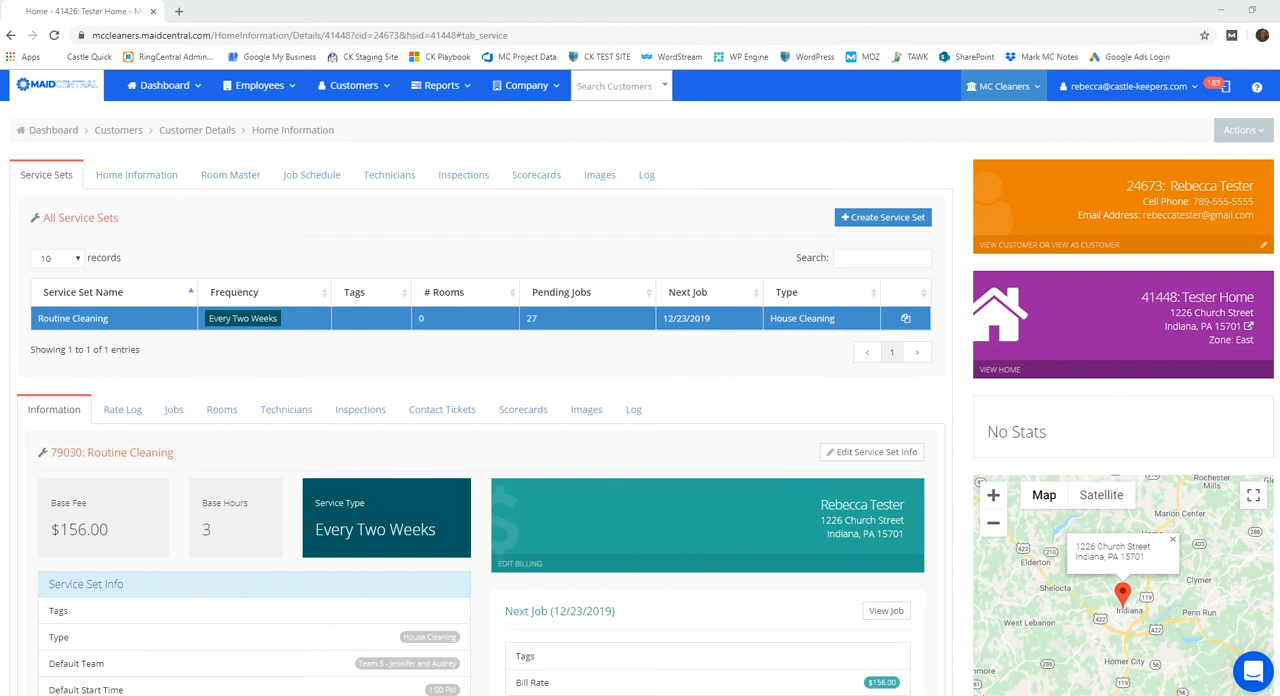 Home - 41426: Tester Home - MC
mccleaners.maidcentral.com/HomeInformation/Details/41448?cid=24673&hsid=41448#tab_service
Apps Castle Quick RingCentral Admin... Google My Business CK Staging Site CK Playbook MC Project Data CK TEST SITE WordStream WP Engine WordPress MOZ TAWK SharePoint Mark MC Notes Google Ads Login
MAIDCENTRAL Dashboard Employees Customers Reports Company Search Customers MC Cleaners rebecca@castle-keepers.com 183
Dashboard > Customers > Customer Details > Home Information Actions
Service Sets Home Information Room Master Job Schedule Technicians Inspections Scorecards Images Log
All Service Sets
+ Create Service Set
10 records
Search:
Service Set Name Frequency Tags # Rooms Pending Jobs Next Job Type
Routine Cleaning Every Two Weeks 0 27 12/23/2019 House Cleaning
Showing 1 to 1 of 1 entries
‹ 1 ›
Information Rate Log Jobs Rooms Technicians Inspections Contact Tickets Scorecards Images Log
79030: Routine Cleaning
Edit Service Set Info
Base Fee
$156.00
Base Hours
3
Service Type
Every Two Weeks
Rebecca Tester
1226 Church Street
Indiana, PA 15701
EDIT BILLING
Service Set Info
Tags
Type House Cleaning
Default Team Team 5 - Jennifer and Audrey
Default Start Time 1:00 PM
Next Job (12/23/2019)
View Job
Tags
Bill Rate $156.00
24673: Rebecca Tester
Cell Phone: 789-555-5555
Email Address: rebeccatester@gmail.com
VIEW CUSTOMER OR VIEW AS CUSTOMER
41448: Tester Home
1226 Church Street
Indiana, PA 15701
Zone: East
VIEW HOME
No Stats
Map Satellite
Rochester
Mills
Marion Center
1226 Church Street
Indiana, PA 15701
Elderton
Clymer
Shelocta
Indiana
Penn Run
West Lebanon
Homer City
422
210
403
286
119
422
422
286
56
119
56